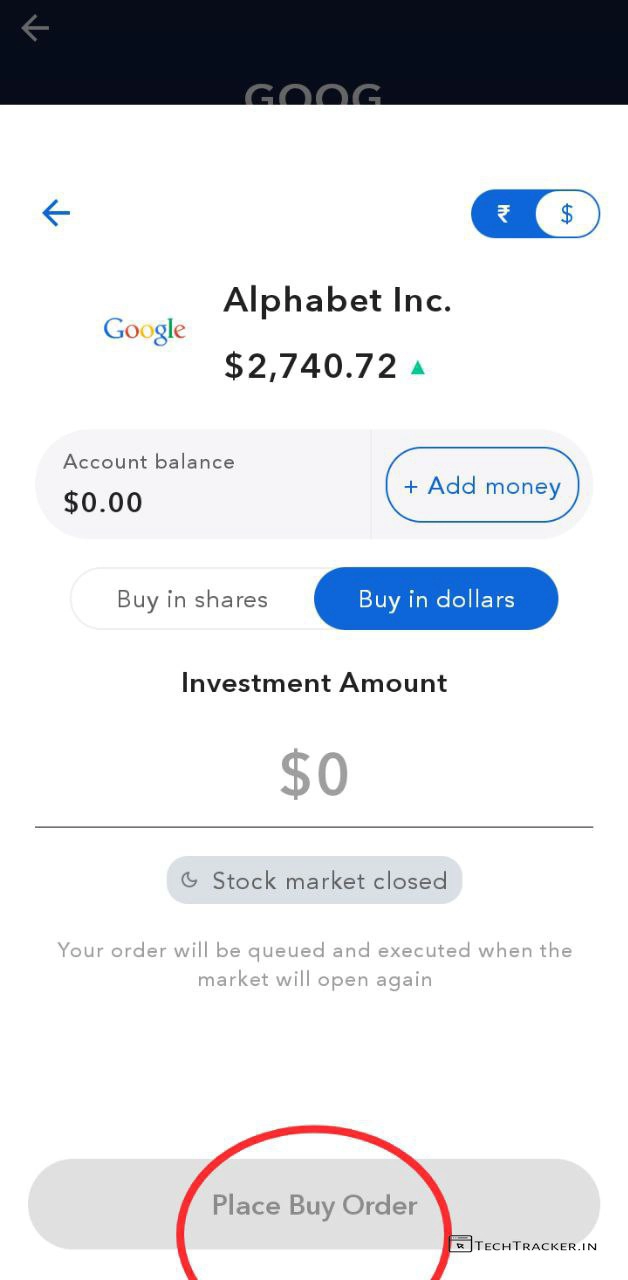 GOOG
₹ $
Alphabet Inc.
Google
$2,740.72
Account balance
$0.00
+ Add money
Buy in shares
Buy in dollars
Investment Amount
$0
Stock market closed
Your order will be queued and executed when the
market will open again
Place Buy Order
TECHTRACKER.IN